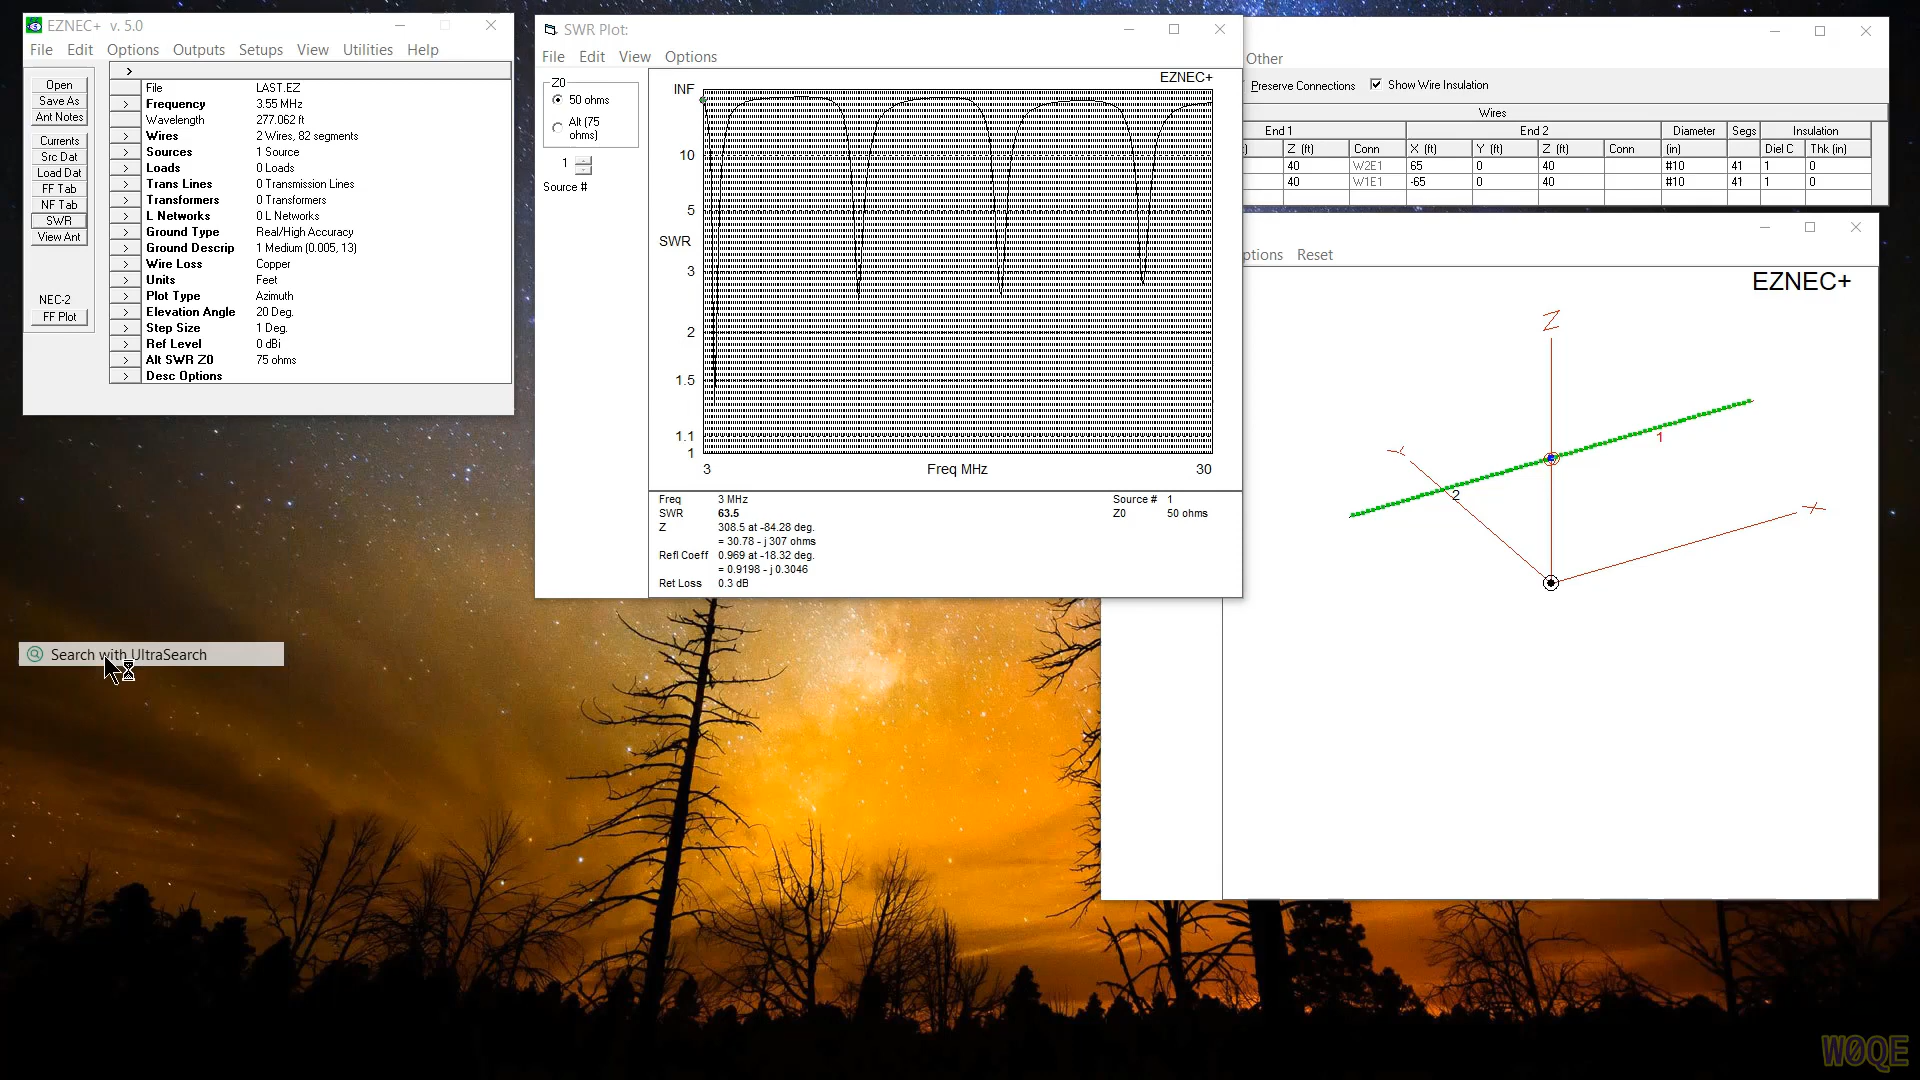 EZNEC+ v. 5.0
File Edit Options Outputs Setups View Utilities Help
Open
Save As
Ant Notes
Currents
Src Dat
Load Dat
FF Tab
NF Tab
SWR
View Ant
NEC-2
FF Plot
>
File LAST.EZ
> Frequency 3.55 MHz
Wavelength 277.062 ft
> Wires 2 Wires, 82 segments
> Sources 1 Source
> Loads 0 Loads
> Trans Lines 0 Transmission Lines
> Transformers 0 Transformers
> L Networks 0 L Networks
> Ground Type Real/High Accuracy
> Ground Descrip 1 Medium (0.005, 13)
> Wire Loss Copper
> Units Feet
> Plot Type Azimuth
> Elevation Angle 20 Deg.
> Step Size 1 Deg.
> Ref Level 0 dBi
> Alt SWR Z0 75 ohms
> Desc Options
SWR Plot:
File Edit View Options
Z0
50 ohms
Alt (75
ohms)
1
Source #
EZNEC+
INF
10
5
SWR
3
2
1.5
1.1
1
3 Freq MHz 30
Freq 3 MHz Source # 1
SWR 63.5 Z0 50 ohms
Z 308.5 at -84.28 deg.
= 30.78 - j 307 ohms
Refl Coeff 0.969 at -18.32 deg.
= 0.9198 - j 0.3046
Ret Loss 0.3 dB
Other
Preserve Connections Show Wire Insulation
Wires
End 1 End 2 Diameter Segs Insulation
Z (ft) Conn X (ft) Y (ft) Z (ft) Conn (in) Diel C Thk (in)
40 W2E1 65 0 40 #10 41 1 0
40 W1E1 -65 0 40 #10 41 1 0
ptions Reset
EZNEC+
Z
1
Y
2
X
Search with UltraSearch
W0QE